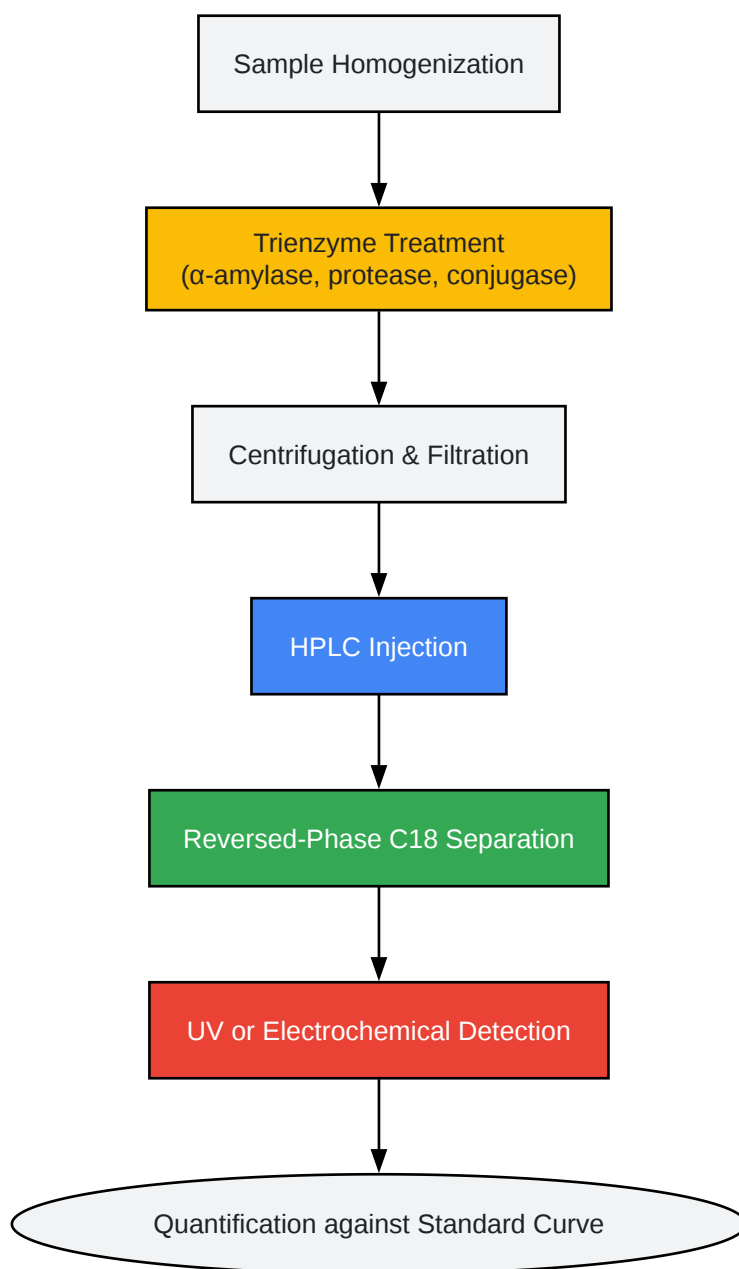 Sample Homogenization
Trienzyme Treatment
(α-amylase, protease, conjugase)
Centrifugation & Filtration
HPLC Injection
Reversed-Phase C18 Separation
UV or Electrochemical Detection
Quantification against Standard Curve